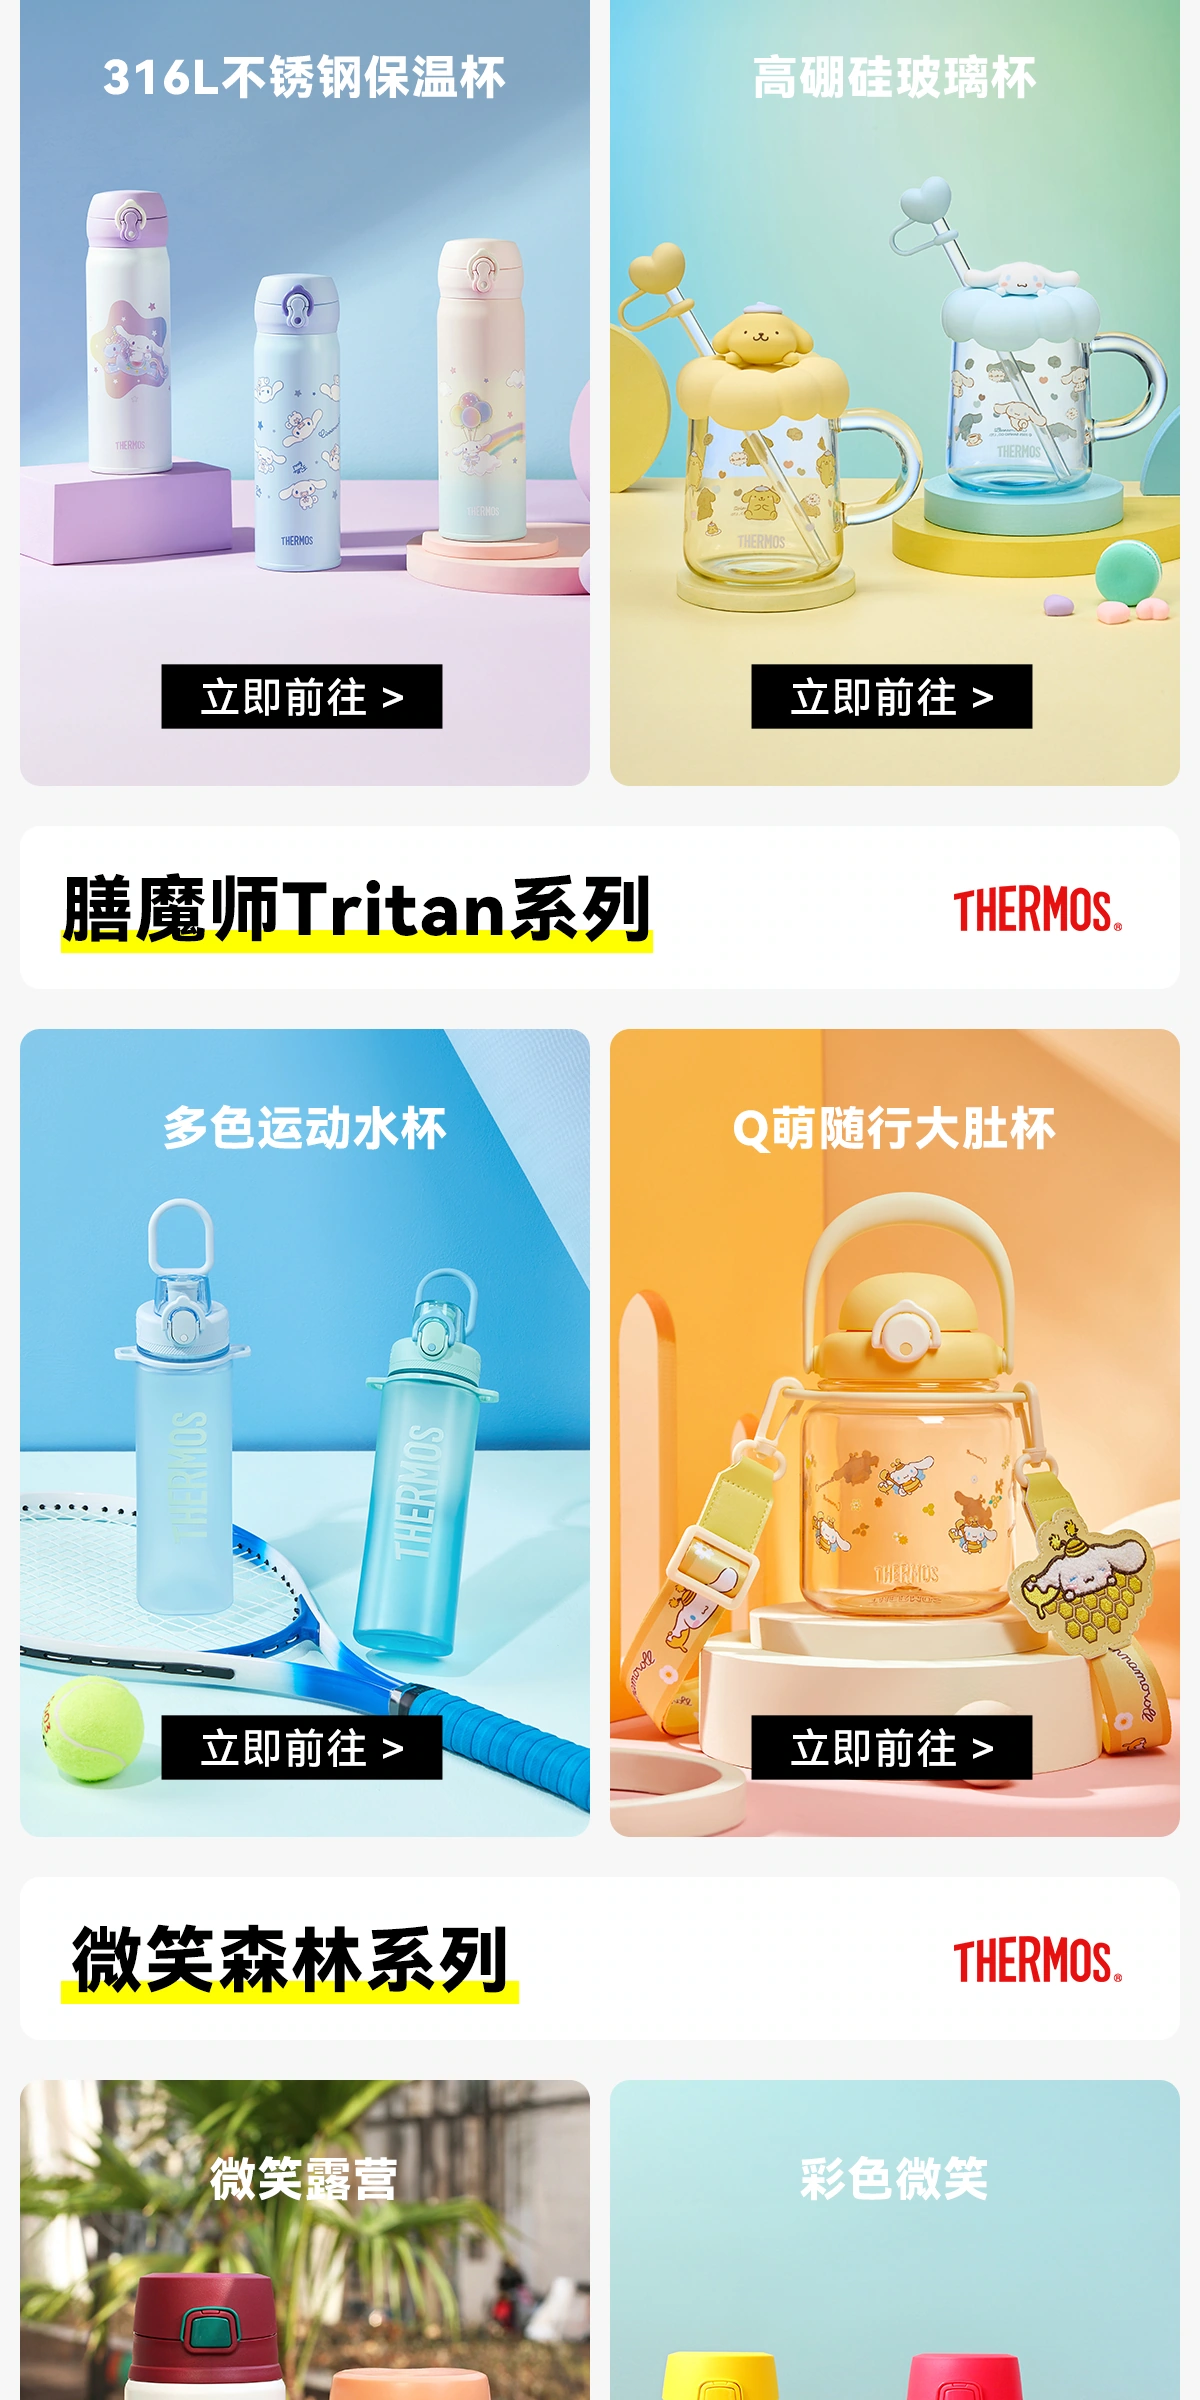 316L不锈钢保温杯
高硼硅玻璃杯
THERMOS
THERMOS
THERMOS
THERMOS
THERMOS
立即前往 >
立即前往 >
膳魔师Tritan系列
THERMOS®
多色运动水杯
Q萌随行大肚杯
THERMOS
THERMOS
THERMOS
立即前往 >
立即前往 >
微笑森林系列
THERMOS®
微笑露营
彩色微笑